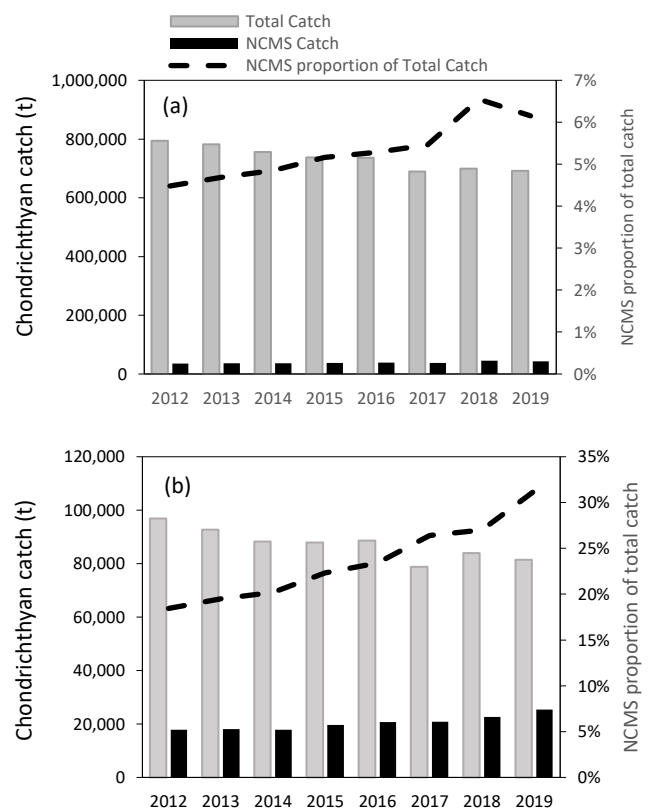 Total Catch
NCMS Catch
NCMS proportion of Total Catch
(a)
Chondrichthyan catch (t)
1,000,000
800,000
600,000
400,000
200,000
0
7%
6%
5%
4%
3%
2%
1%
0%
NCMS proportion of total catch
2012 2013 2014 2015 2016 2017 2018 2019
(b)
Chondrichthyan catch (t)
120,000
100,000
80,000
60,000
40,000
20,000
0
35%
30%
25%
20%
15%
10%
5%
0%
NCMS proportion of total catch
2012 2013 2014 2015 2016 2017 2018 2019